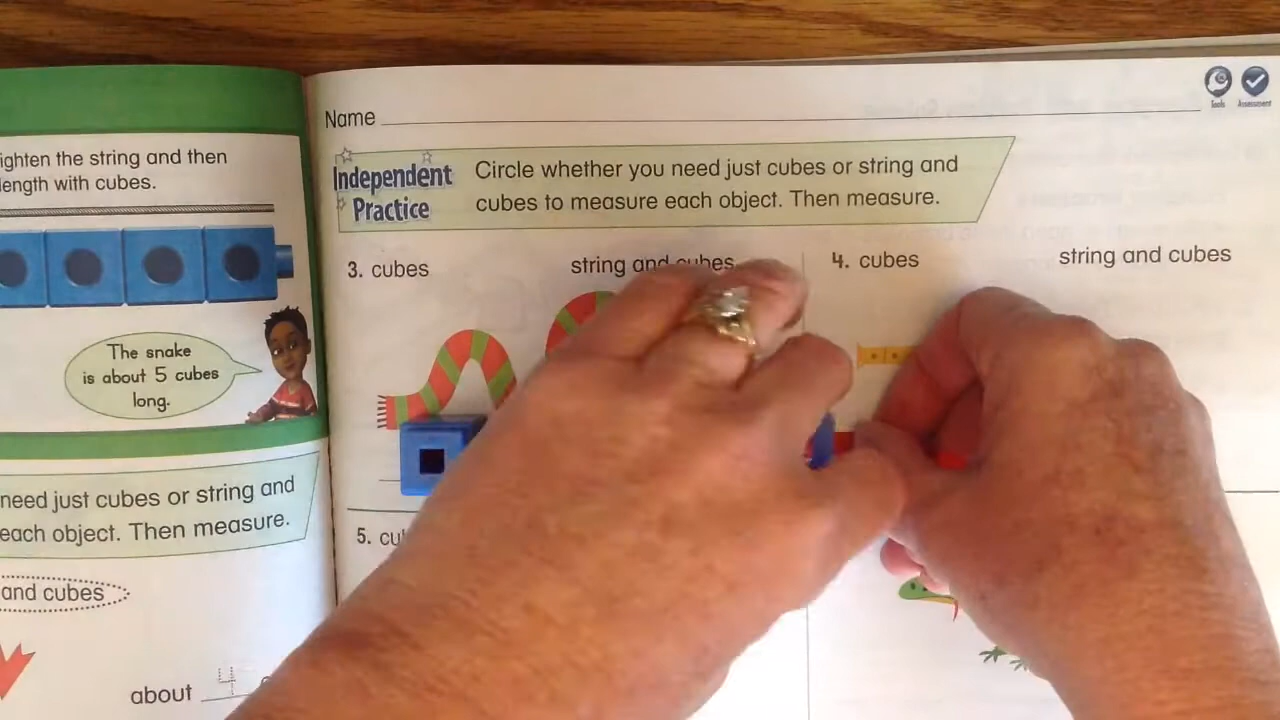 ighten the string and then
length with cubes.
The snake
is about 5 cubes
long.
need just cubes or string and
each object. Then measure.
and cubes
about 4
Name
Tools
Assessment
Independent
Practice
Circle whether you need just cubes or string and
cubes to measure each object. Then measure.
3. cubes string and cubes
4. cubes string and cubes
5.